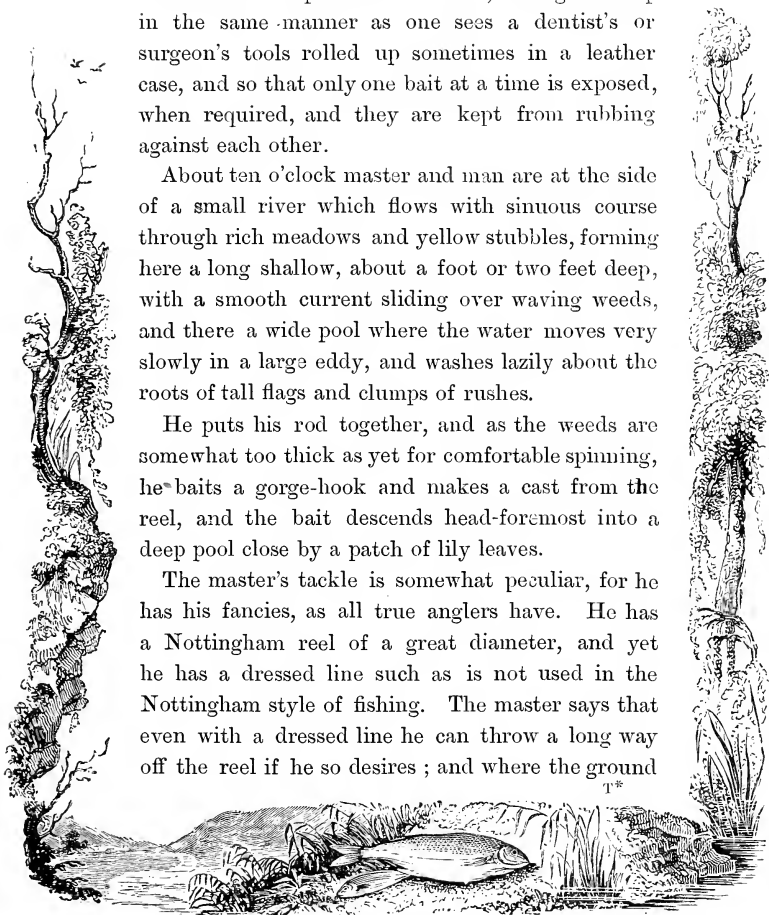 in the same manner as one sees a dentist's or
surgeon's tools rolled up sometimes in a leather
case, and so that only one bait at a time is exposed,
when required, and they are kept from rubbing
against each other.
About ten o'clock master and man are at the side
of a small river which flows with sinuous course
through rich meadows and yellow stubbles, forming
here a long shallow, about a foot or two feet deep,
with a smooth current sliding over waving weeds,
and there a wide pool where the water moves very
slowly in a large eddy, and washes lazily about the
roots of tall flags and clumps of rushes.
He puts his rod together, and as the weeds are
somewhat too thick as yet for comfortable spinning,
he baits a gorge-hook and makes a cast from the
reel, and the bait descends head-foremost into a
deep pool close by a patch of lily leaves.
The master's tackle is somewhat peculiar, for he
has his fancies, as all true anglers have. He has
a Nottingham reel of a great diameter, and yet
he has a dressed line such as is not used in the
Nottingham style of fishing. The master says that
even with a dressed line he can throw a long way
off the reel if he so desires ; and where the ground
T*